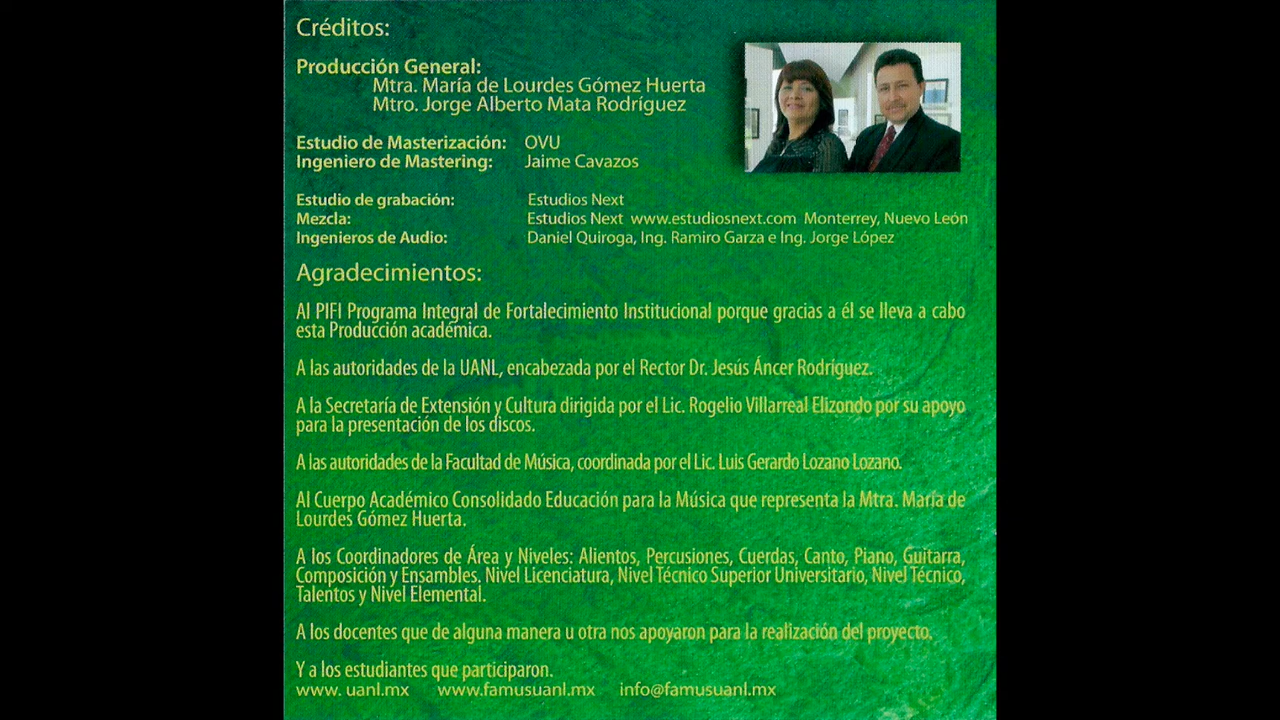 Créditos:
Producción General:
Mtra. María de Lourdes Gómez Huerta
Mtro. Jorge Alberto Mata Rodríguez
Estudio de Masterización: OVU
Ingeniero de Mastering: Jaime Cavazos
Estudio de grabación: Estudios Next
Mezcla: Estudios Next www.estudiosnext.com Monterrey, Nuevo León
Ingenieros de Audio: Daniel Quiroga, Ing. Ramiro Garza e Ing. Jorge López
Agradecimientos:
Al PIFI Programa Integral de Fortalecimiento Institucional porque gracias a él se lleva a cabo
esta Producción académica.
A las autoridades de la UANL, encabezada por el Rector Dr. Jesús Áncer Rodríguez.
A la Secretaría de Extensión y Cultura dirigida por el Lic. Rogelio Villarreal Elizondo por su apoyo
para la presentación de los discos.
A las autoridades de la Facultad de Música, coordinada por el Lic. Luis Gerardo Lozano Lozano.
Al Cuerpo Académico Consolidado Educación para la Música que representa la Mtra. María de
Lourdes Gómez Huerta.
A los Coordinadores de Área y Niveles: Alientos, Percusiones, Cuerdas, Canto, Piano, Guitarra,
Composición y Ensambles. Nivel Licenciatura, Nivel Técnico Superior Universitario, Nivel Técnico,
Talentos y Nivel Elemental.
A los docentes que de alguna manera u otra nos apoyaron para la realización del proyecto.
Y a los estudiantes que participaron.
www. uanl.mx www.famusuanl.mx info@famusuanl.mx